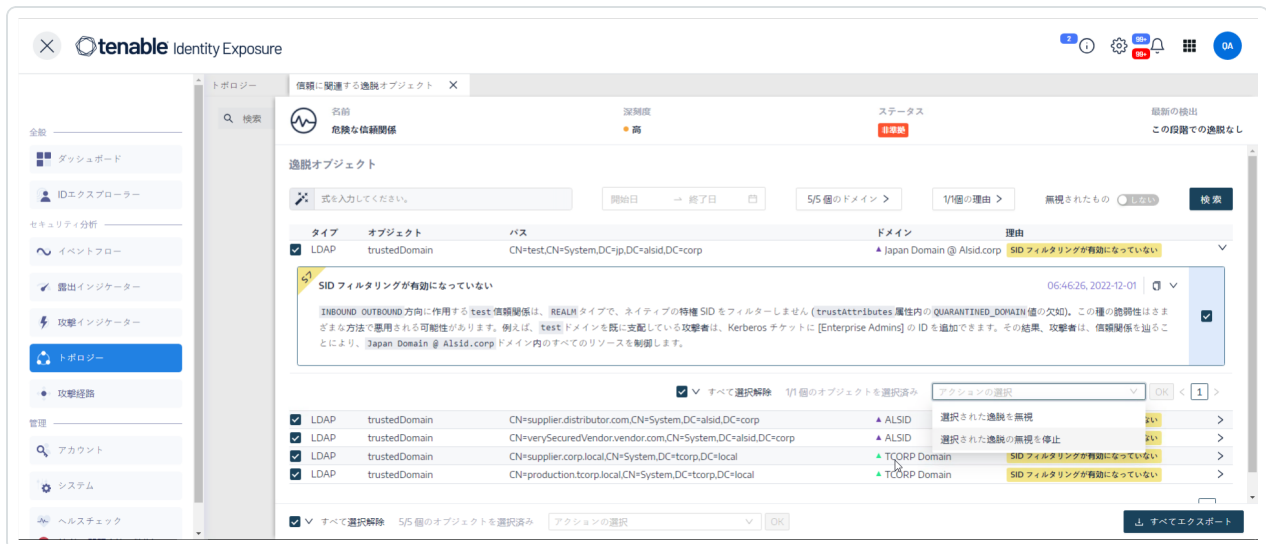 tenable Identity Exposure
2
99+
99+
QA
トポロジー
信頼に関連する逸脱オブジェクト
検索
名前
深刻度
ステータス
最新の検出
危険な信頼関係
高
非準拠
この段階での逸脱なし
全般
ダッシュボード
IDエクスプローラー
セキュリティ分析
イベントフロー
露出インジケーター
攻撃インジケーター
トポロジー
攻撃経路
管理
アカウント
システム
ヘルスチェック
逸脱オブジェクト
式を入力してください。
開始日 → 終了日
5/5 個のドメイン >
1/1個の理由 >
無視されたもの
しない
検索
タイプ オブジェクト パス ドメイン 理由
LDAP trustedDomain CN=test,CN=System,DC=jp,DC=alsid,DC=corp Japan Domain @ Alsid.corp SID フィルタリングが有効になっていない
SID フィルタリングが有効になっていない
06:46:26, 2022-12-01
INBOUND OUTBOUND 方向に作用する test 信頼関係は、 REALM タイプで、ネイティブの特権 SID をフィルターしません (trustAttributes 属性内の QUARANTINED_DOMAIN 値の欠如)。この種の脆弱性はさま
ざまな方法で悪用される可能性があります。例えば、 test ドメインを既に支配している攻撃者は、Kerberos チケットに [Enterprise Admins] の ID を追加できます。その結果、攻撃者は、信頼関係を辿るこ
とにより、 Japan Domain @ Alsid.corp ドメイン内のすべてのリソースを制御します。
すべて選択解除 1/1 個のオブジェクトを選択済み アクションの選択 OK < 1 >
選択された逸脱を無視
選択された逸脱の無視を停止
LDAP trustedDomain CN=supplier.distributor.com,CN=System,DC=alsid,DC=corp ALSID ない
LDAP trustedDomain CN=verySecuredVendor.vendor.com,CN=System,DC=alsid,DC=corp ALSID ない
LDAP trustedDomain CN=supplier.corp.local,CN=System,DC=tcorp,DC=local TCORP Domain SID フィルタリングが有効になっていない
LDAP trustedDomain CN=production.tcorp.local,CN=System,DC=tcorp,DC=local TCORP Domain SID フィルタリングが有効になっていない
すべて選択解除 5/5 個のオブジェクトを選択済み アクションの選択 OK
すべてエクスポート